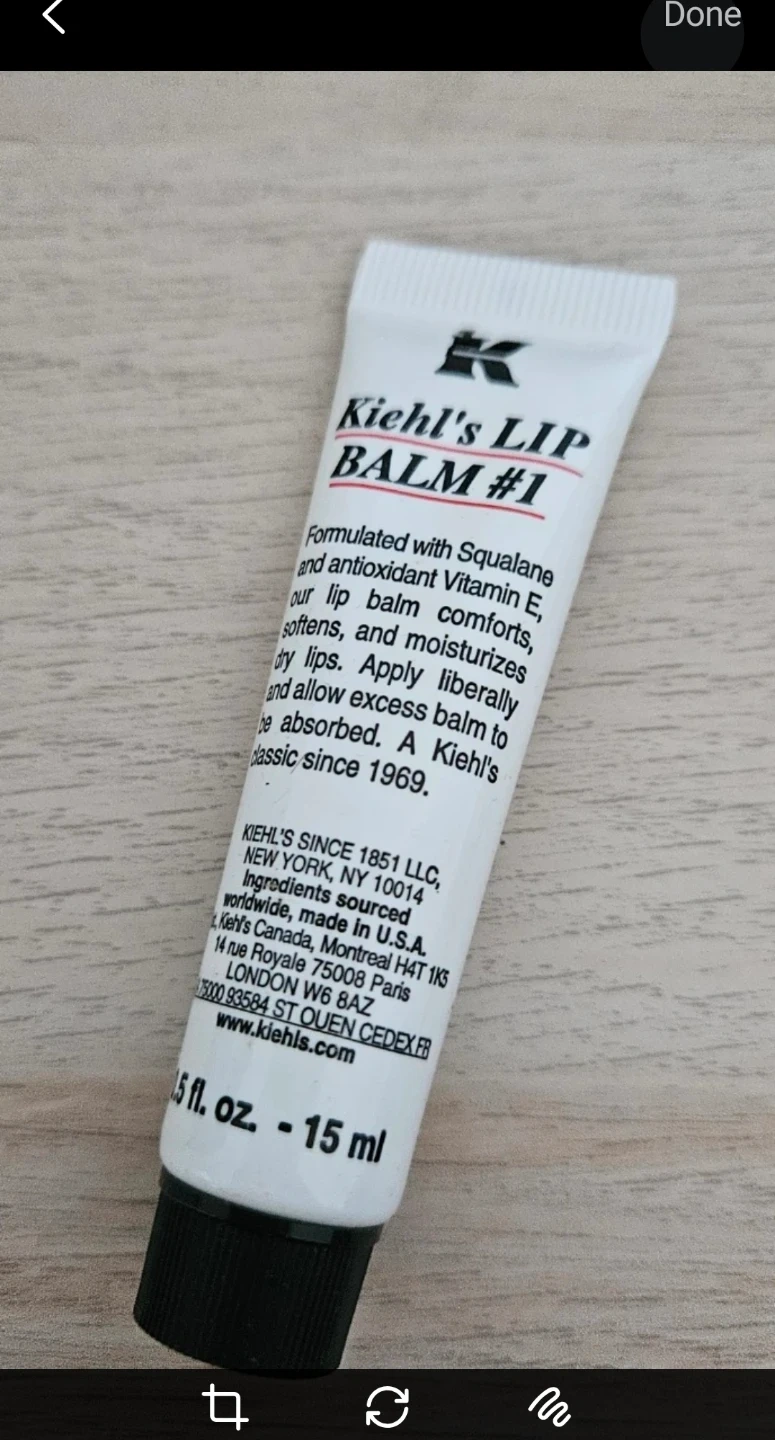 Done
K
Kiehl's LIP
BALM #1
Formulated with Squalane
and antioxidant Vitamin E,
our lip balm comforts,
softens, and moisturizes
dry lips. Apply liberally
and allow excess balm to
be absorbed. A Kiehl's
classic since 1969.
KIEHL'S SINCE 1851 LLC,
NEW YORK, NY 10014
Ingredients sourced
worldwide, made in U.S.A.
Kiehl's Canada, Montreal H4T 1K5
14 rue Royale 75008 Paris
LONDON W6 8AZ
75000 93584 ST OUEN CEDEX FR
www.kiehls.com
.5 fl. oz. - 15 ml